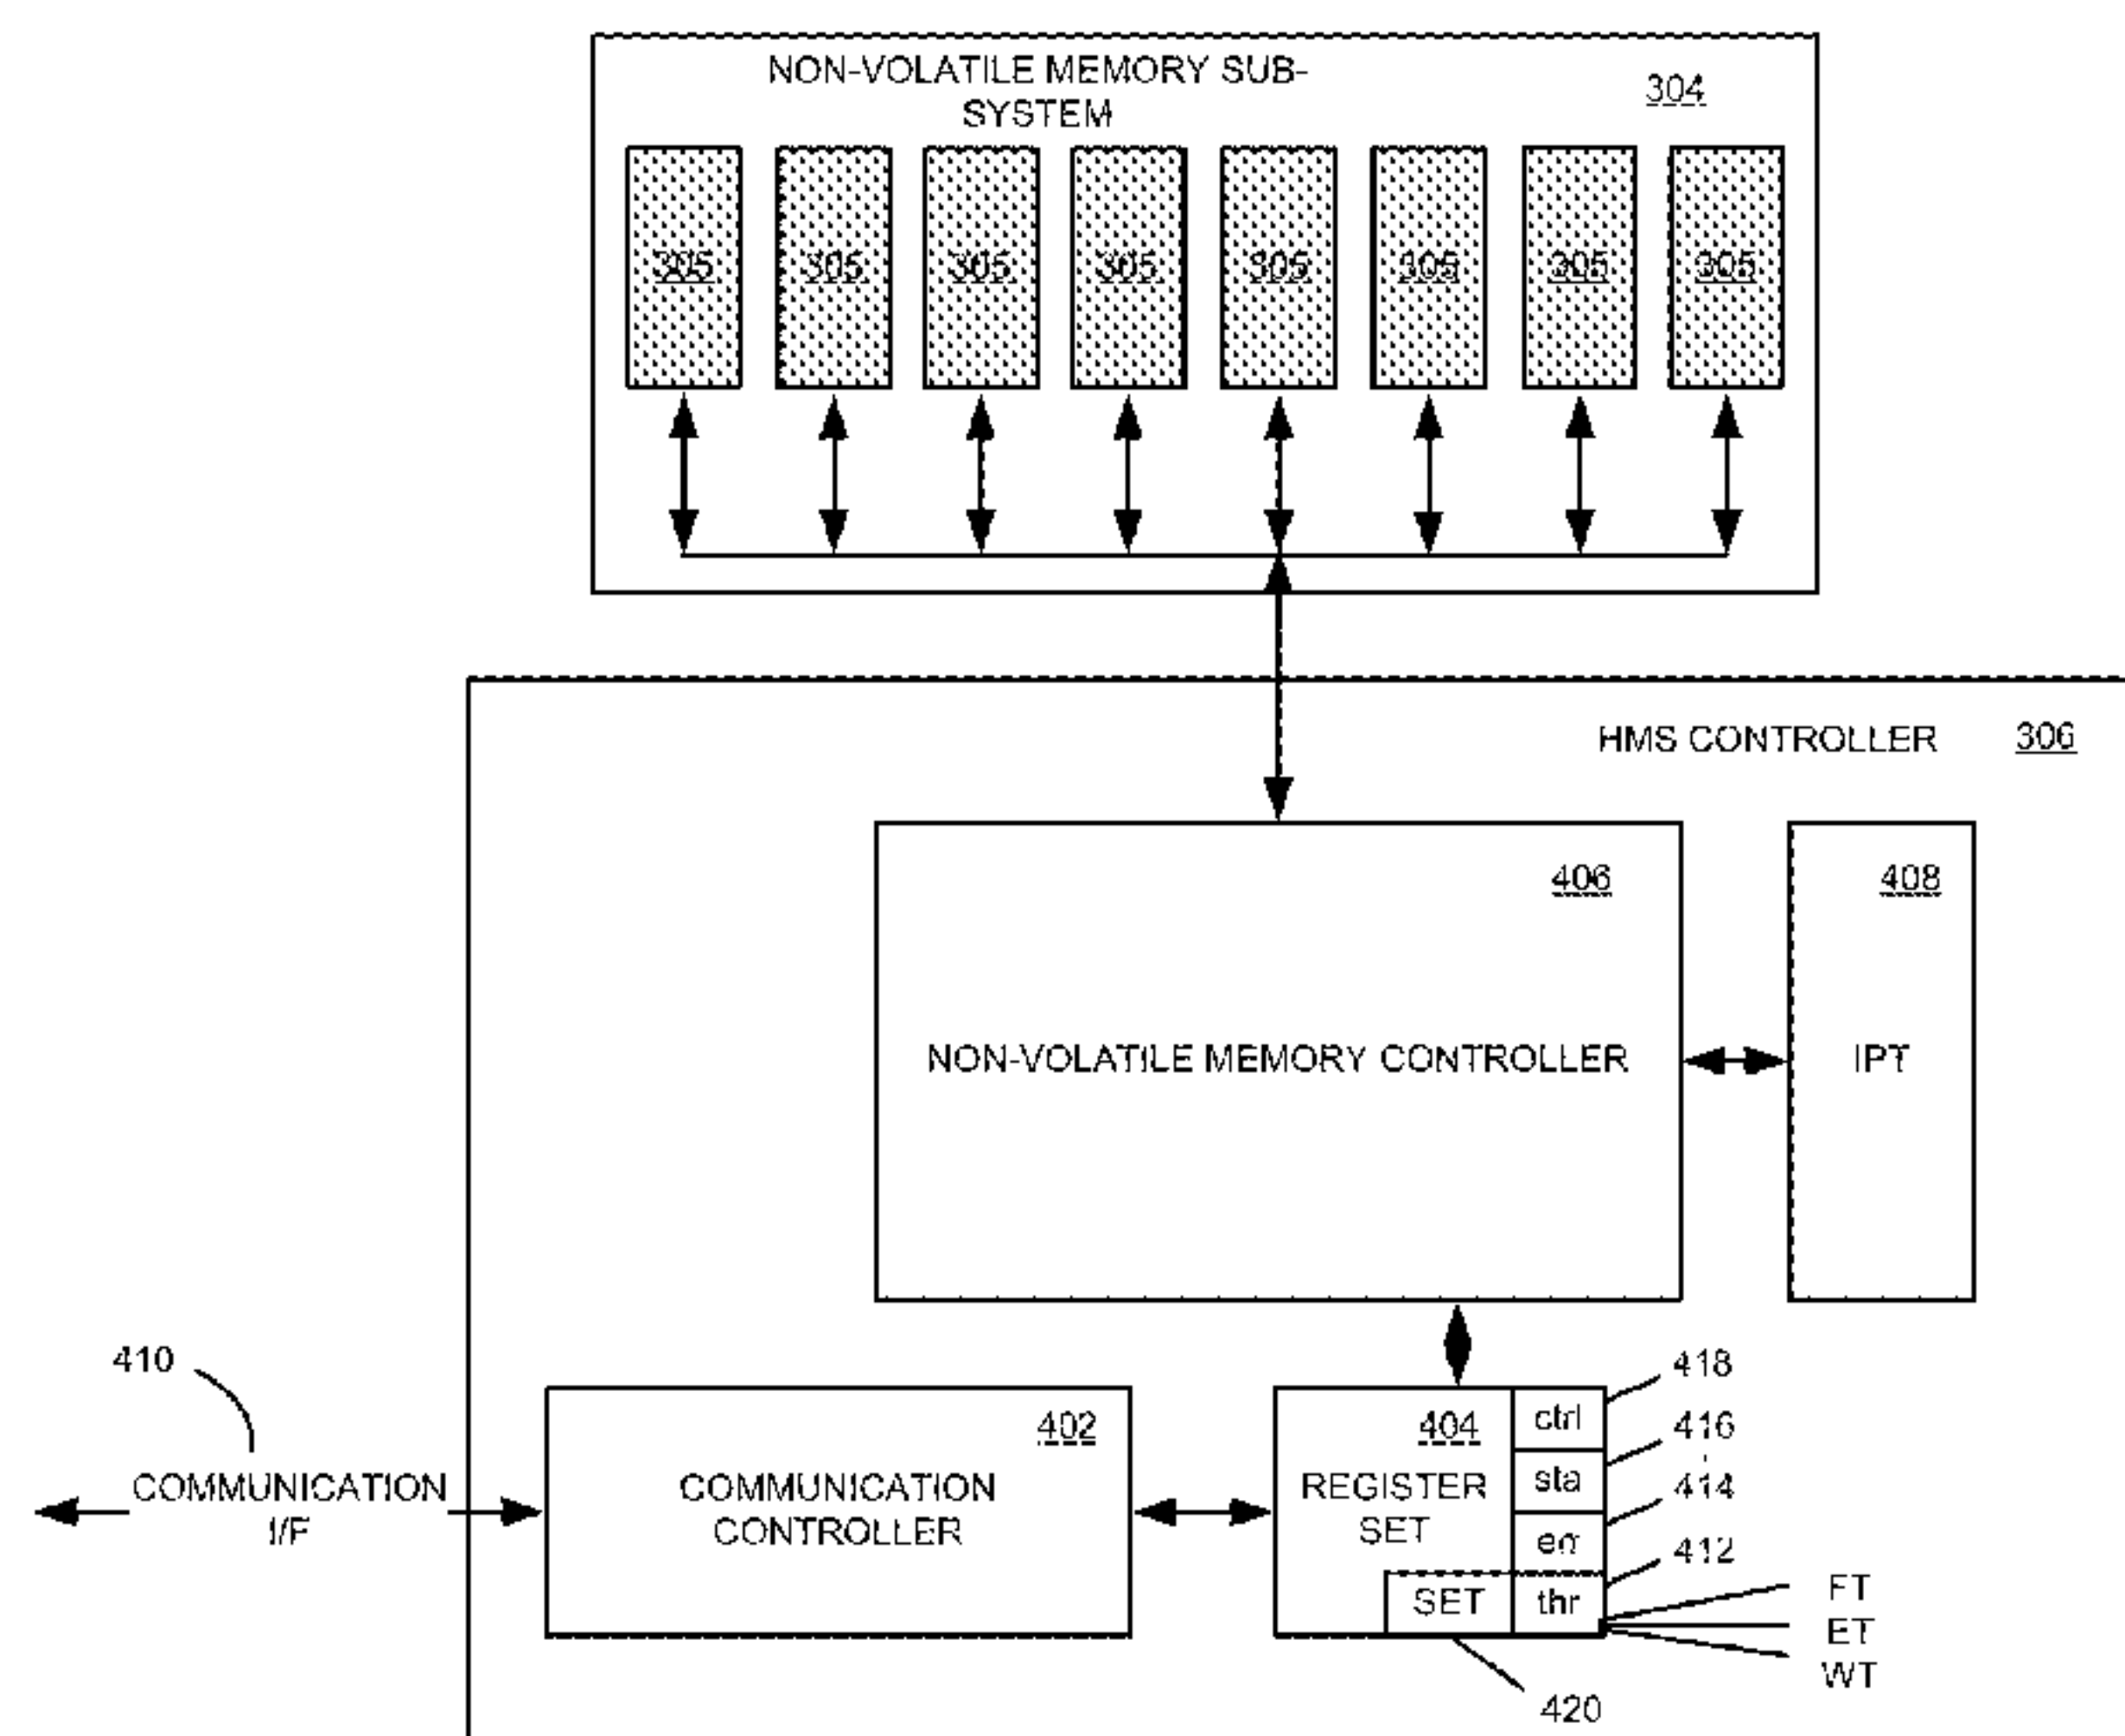 NON-VOLATILE MEMORY SUB-
SYSTEM
304
305 305 305 305 305 305 305 305
HMS CONTROLLER 306
406
NON-VOLATILE MEMORY CONTROLLER
408
IPT
410
COMMUNICATION
I/F
402
COMMUNICATION
CONTROLLER
404
REGISTER
SET
SET
ctrl
sta
err
thr
418
416
414
412
FT
ET
WT
420